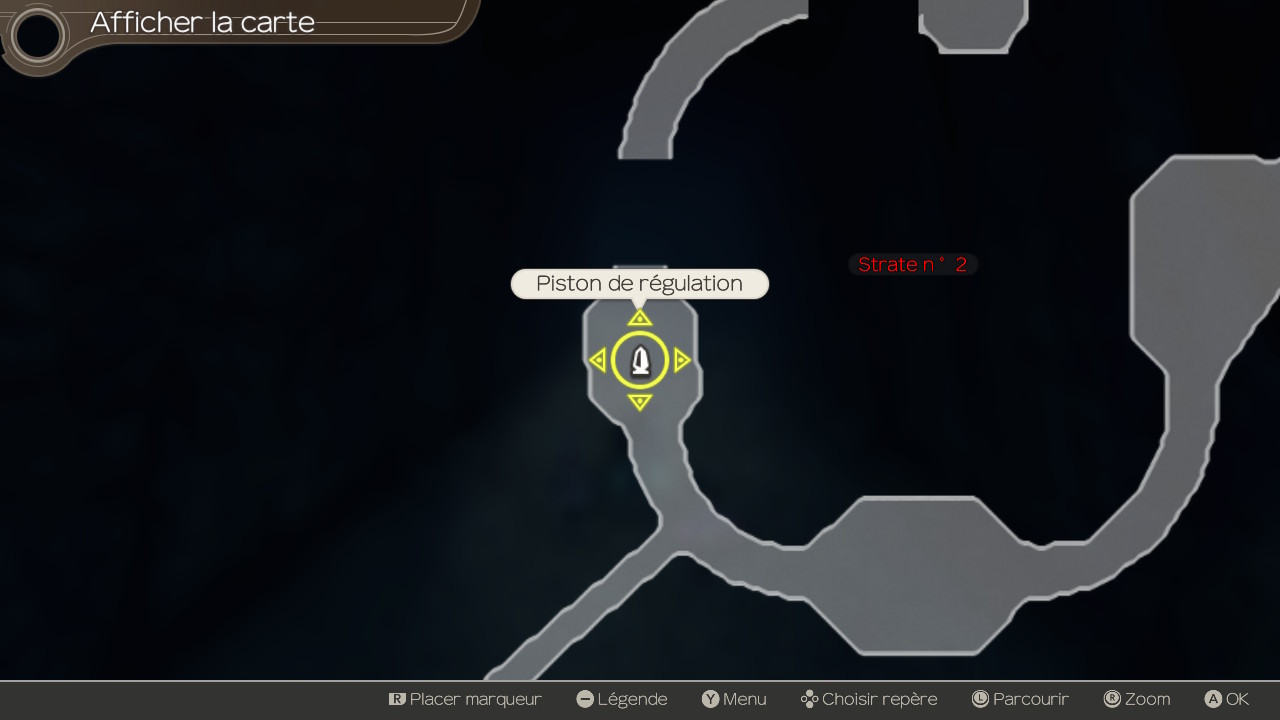 Afficher la carte
Strate n° 2
Piston de régulation
R Placer marqueur − Légende Y Menu Choisir repère L Parcourir R Zoom A OK